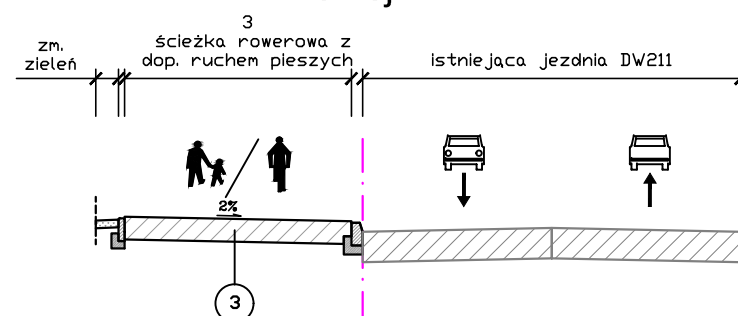 3
zm.
zieleń
ścieżka rowerowa z
dop. ruchem pieszych
istniejąca jezdnia DW211
2%
3